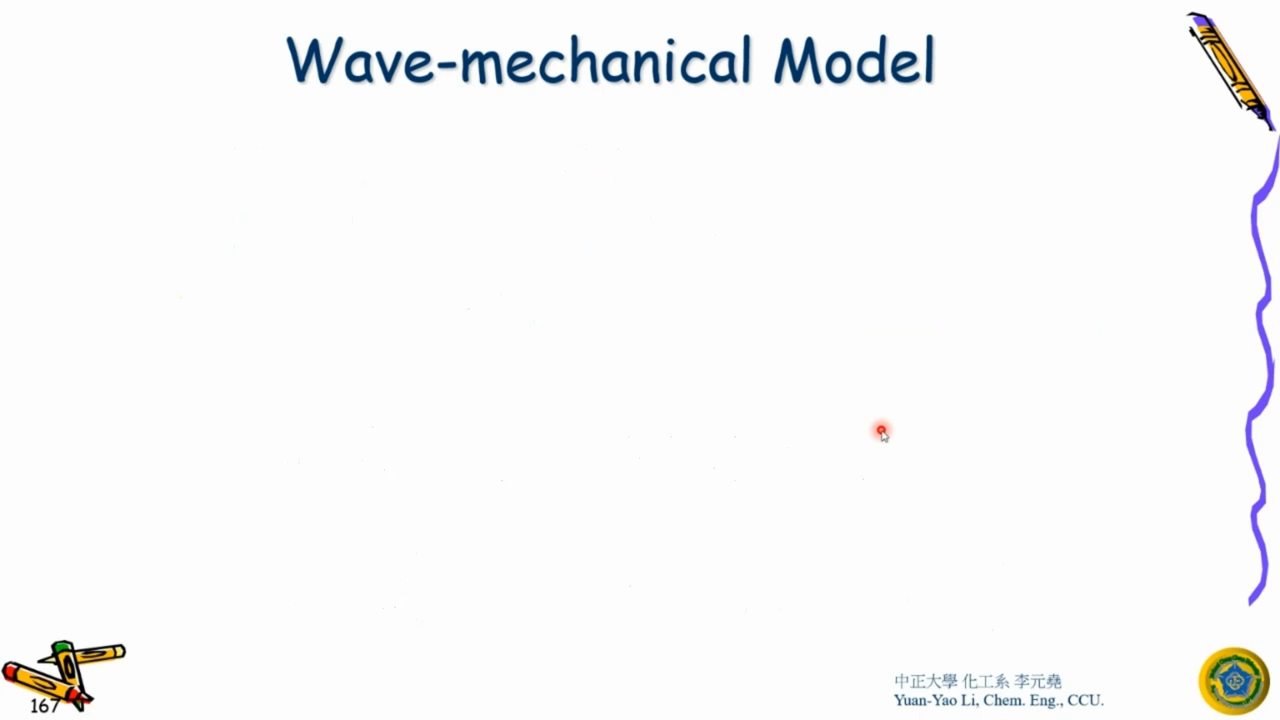 Wave-mechanical Model
167
中正大學 化工系 李元堯
Yuan-Yao Li, Chem. Eng., CCU.